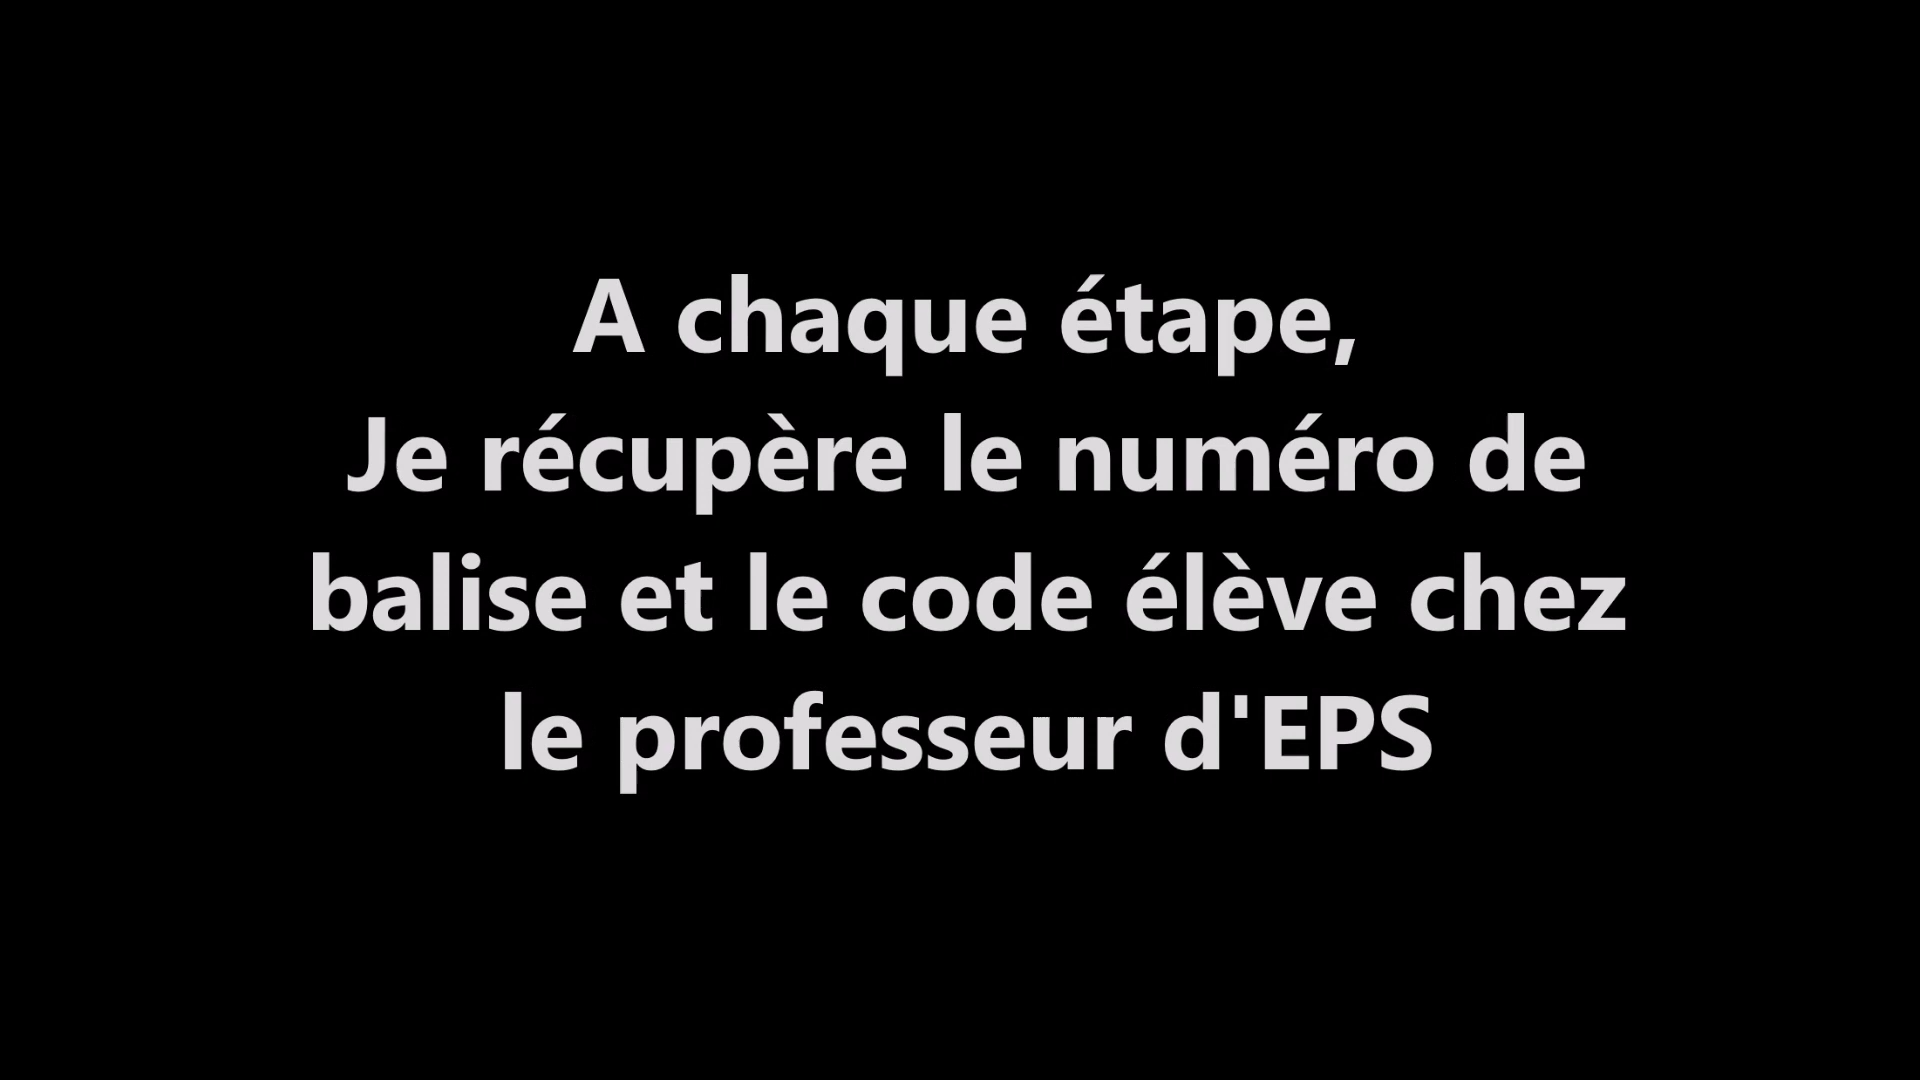 A chaque étape,
Je récupère le numéro de
balise et le code élève chez
le professeur d'EPS